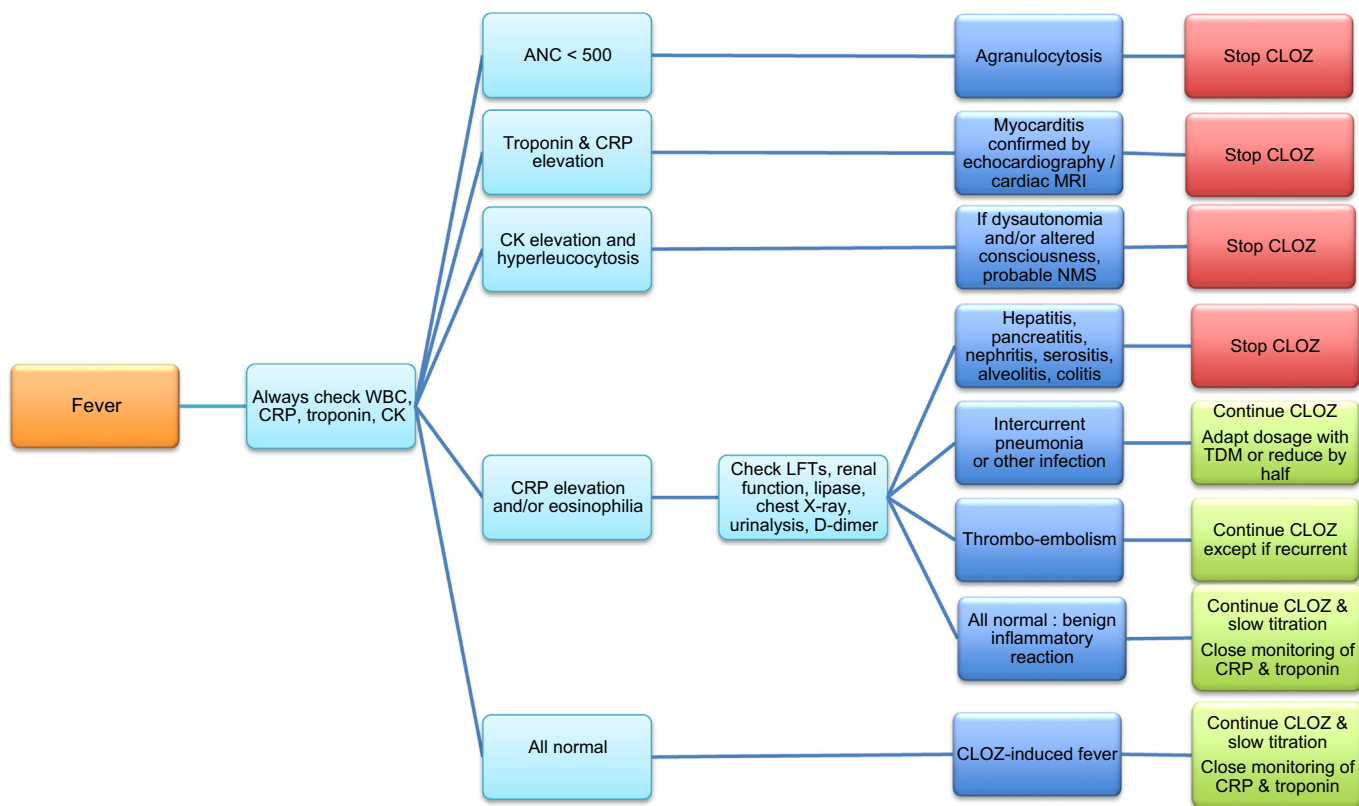 Fever
Always check WBC,
CRP, troponin, CK
ANC < 500
Agranulocytosis
Stop CLOZ
Troponin & CRP
elevation
Myocarditis
confirmed by
echocardiography /
cardiac MRI
Stop CLOZ
CK elevation and
hyperleucocytosis
If dysautonomia
and/or altered
consciousness,
probable NMS
Stop CLOZ
CRP elevation
and/or eosinophilia
Check LFTs, renal
function, lipase,
chest X-ray,
urinalysis, D-dimer
Hepatitis,
pancreatitis,
nephritis, serositis,
alveolitis, colitis
Stop CLOZ
Intercurrent
pneumonia
or other infection
Continue CLOZ
Adapt dosage with
TDM or reduce by
half
Thrombo-embolism
Continue CLOZ
except if recurrent
All normal : benign
inflammatory
reaction
Continue CLOZ &
slow titration
Close monitoring of
CRP & troponin
All normal
CLOZ-induced fever
Continue CLOZ &
slow titration
Close monitoring of
CRP & troponin